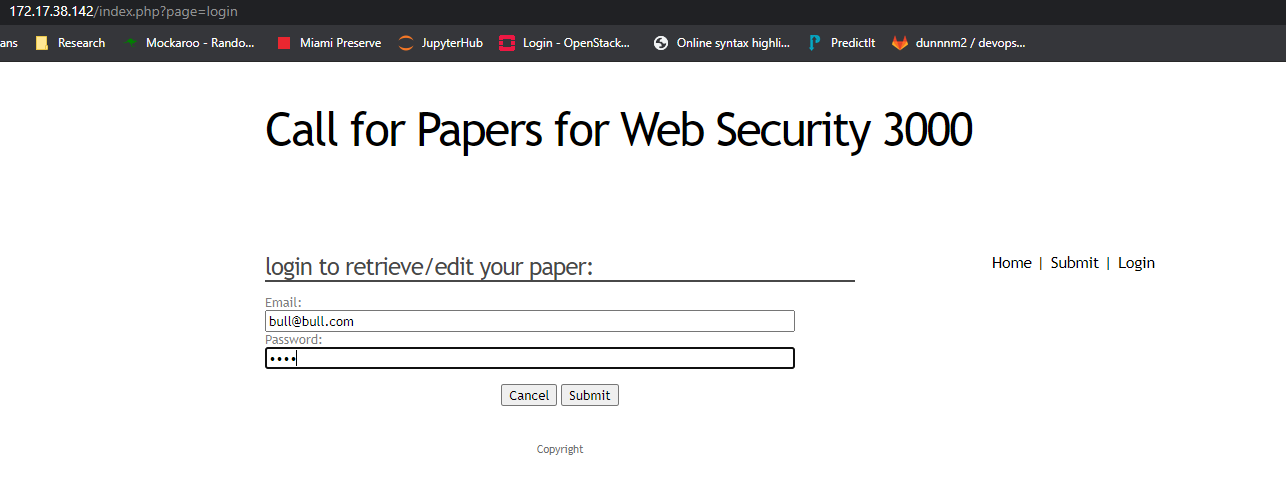 172.17.38.142/index.php?page=login
ans Research Mockaroo - Rando... Miami Preserve JupyterHub Login - OpenStack... Online syntax highli... PredictIt dunnnm2 / devops...
Call for Papers for Web Security 3000
login to retrieve/edit your paper:
Home | Submit | Login
Email:
bull@bull.com
Password:
••••
Cancel Submit
Copyright